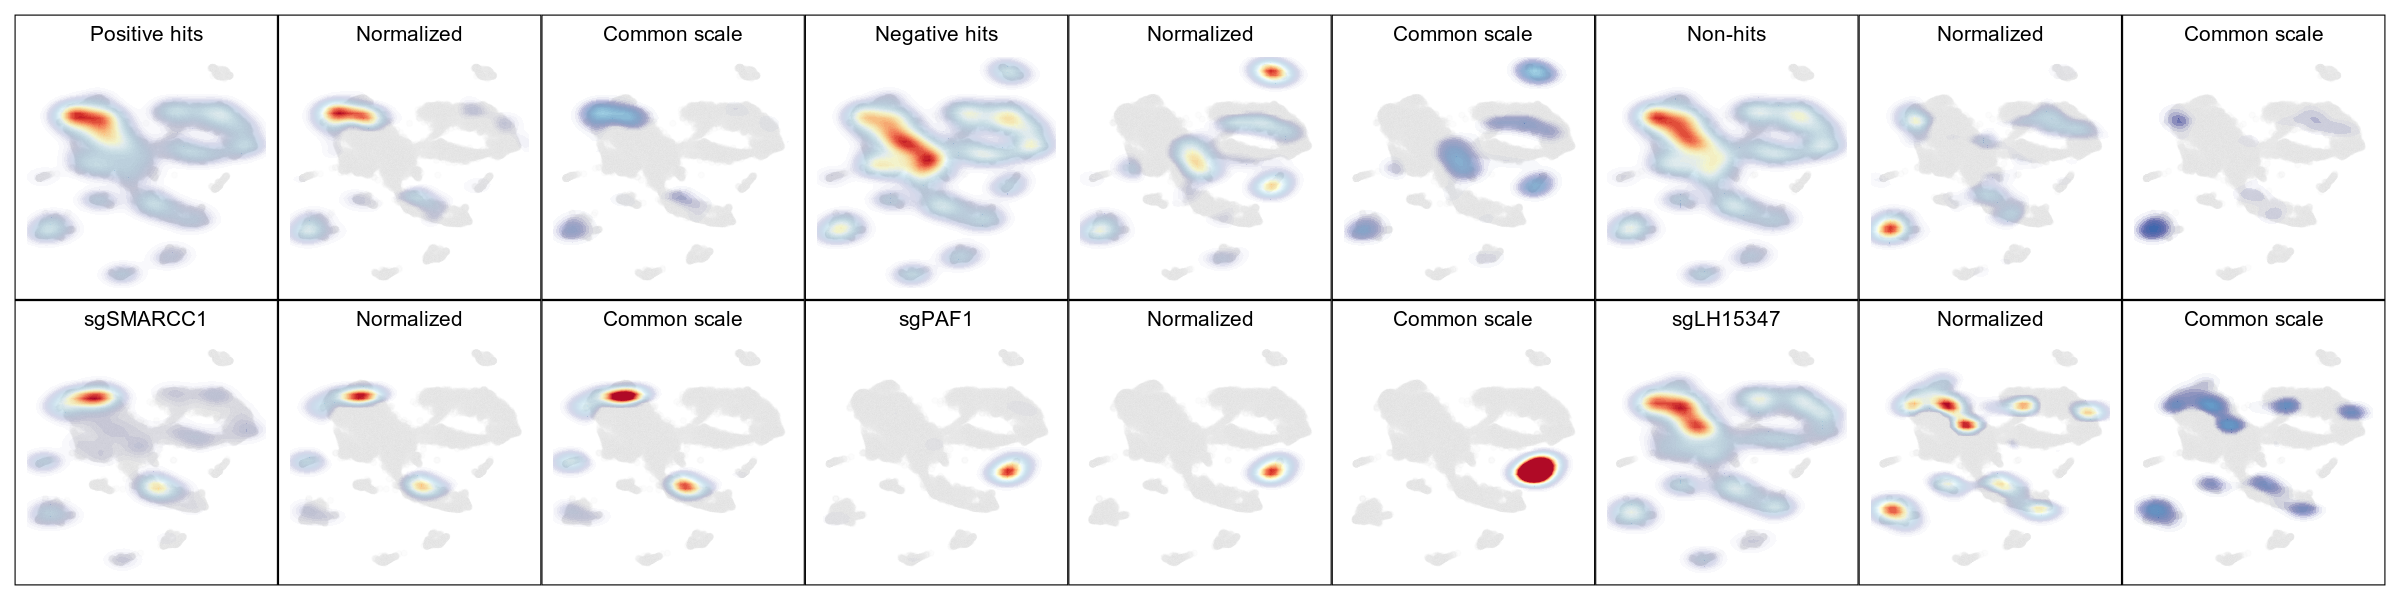 Positive hits
Normalized
Common scale
Negative hits
Normalized
Common scale
Non-hits
Normalized
Common scale
sgSMARCC1
Normalized
Common scale
sgPAF1
Normalized
Common scale
sgLH15347
Normalized
Common scale